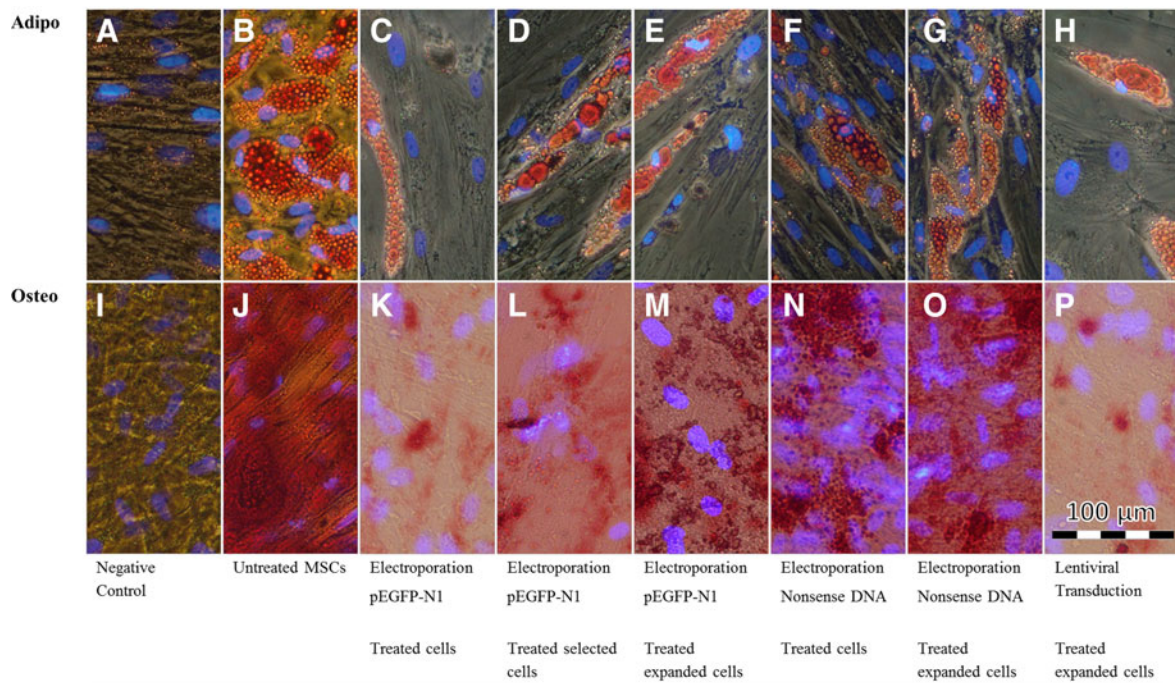 Adipo
A B C D E F G H
Osteo
I J K L M N O P
100 µm
Negative Control
Untreated MSCs
Electroporation
pEGFP-N1
Treated cells
Electroporation
pEGFP-N1
Treated selected
cells
Electroporation
pEGFP-N1
Treated
expanded cells
Electroporation
Nonsense DNA
Treated cells
Electroporation
Nonsense DNA
Treated
expanded cells
Lentiviral
Transduction
Treated
expanded cells